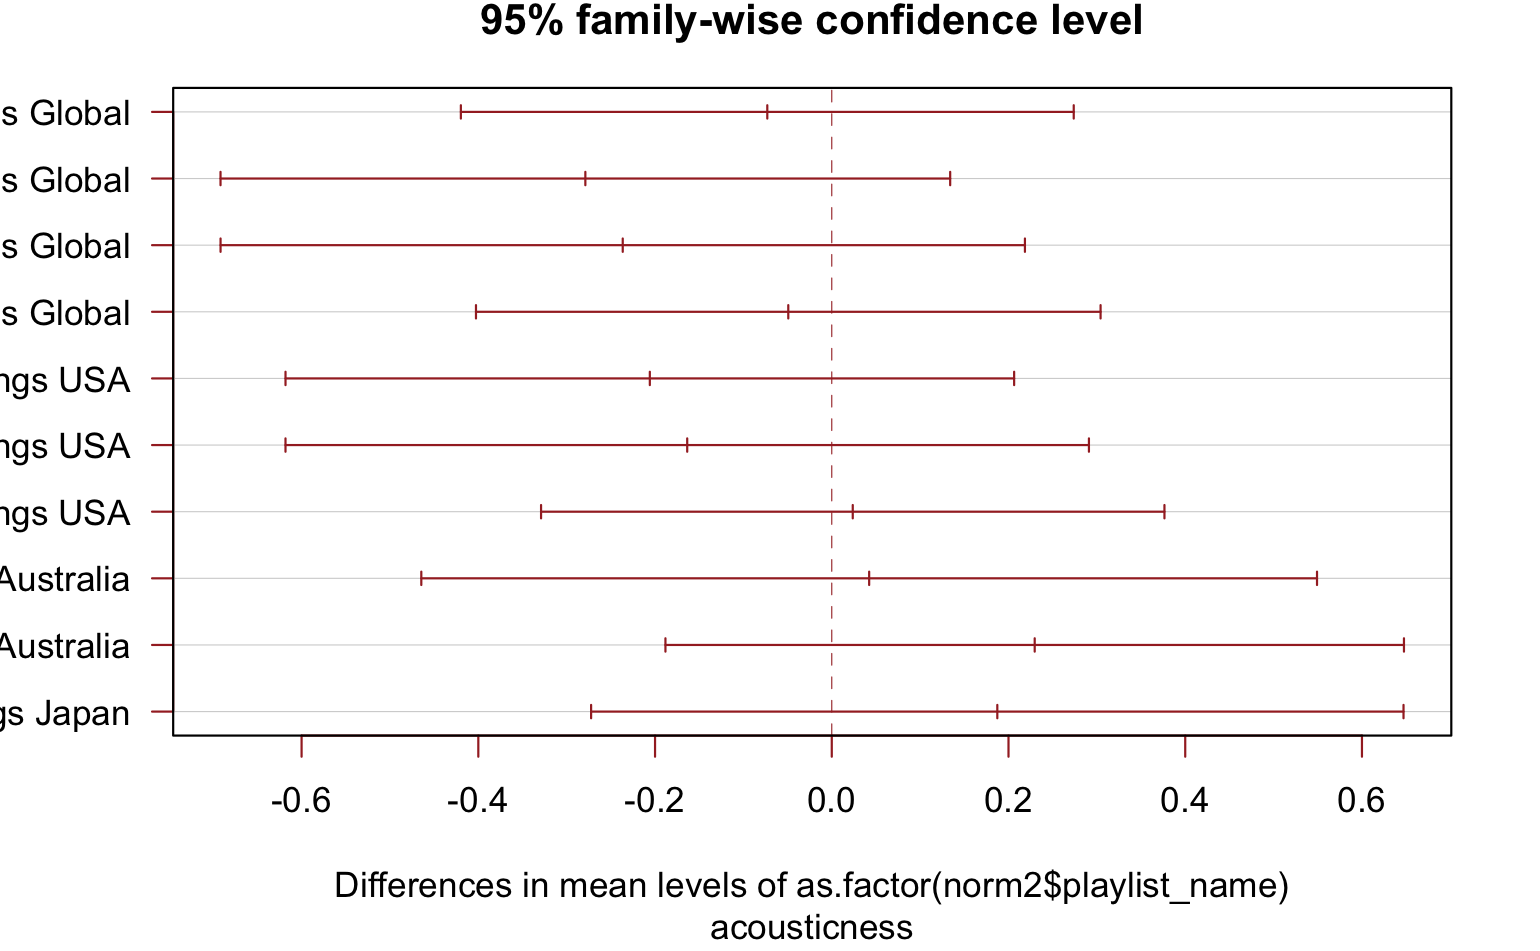 95% family-wise confidence level
s Global
s Global
s Global
s Global
ngs USA
ngs USA
ngs USA
Australia
Australia
gs Japan
-0.6 -0.4 -0.2 0.0 0.2 0.4 0.6
Differences in mean levels of as.factor(norm2$playlist_name)
acousticness